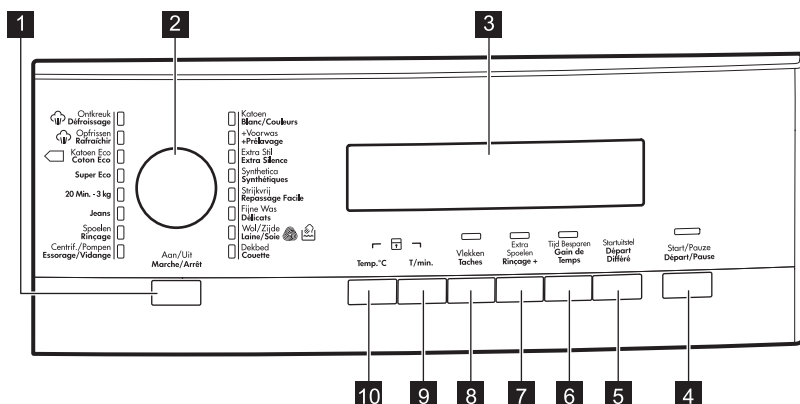 1
2
3
Ontkreuk
Défroissage
Opfrissen
Rafraîchir
Katoen Eco
Coton Eco
Super Eco
20 Min. - 3 kg
Jeans
Spoelen
Rinçage
Centrif./Pompen
Essorage/Vidange
Aan/Uit
Marche/Arrêt
Katoen
Blanc/Couleurs
+Voorwas
+Prélavage
Extra Stil
Extra Silence
Synthetica
Synthétiques
Strijkvrij
Repassage Facile
Fijne Was
Délicats
Wol/Zijde
Laine/Soie
Dekbed
Couette
Temp.°C
T/min.
Vlekken
Taches
Extra
Spoelen
Rinçage +
Tijd Besparen
Gain de
Temps
Startuitstel
Départ
Différé
Start/Pauze
Départ/Pause
10
9
8
7
6
5
4